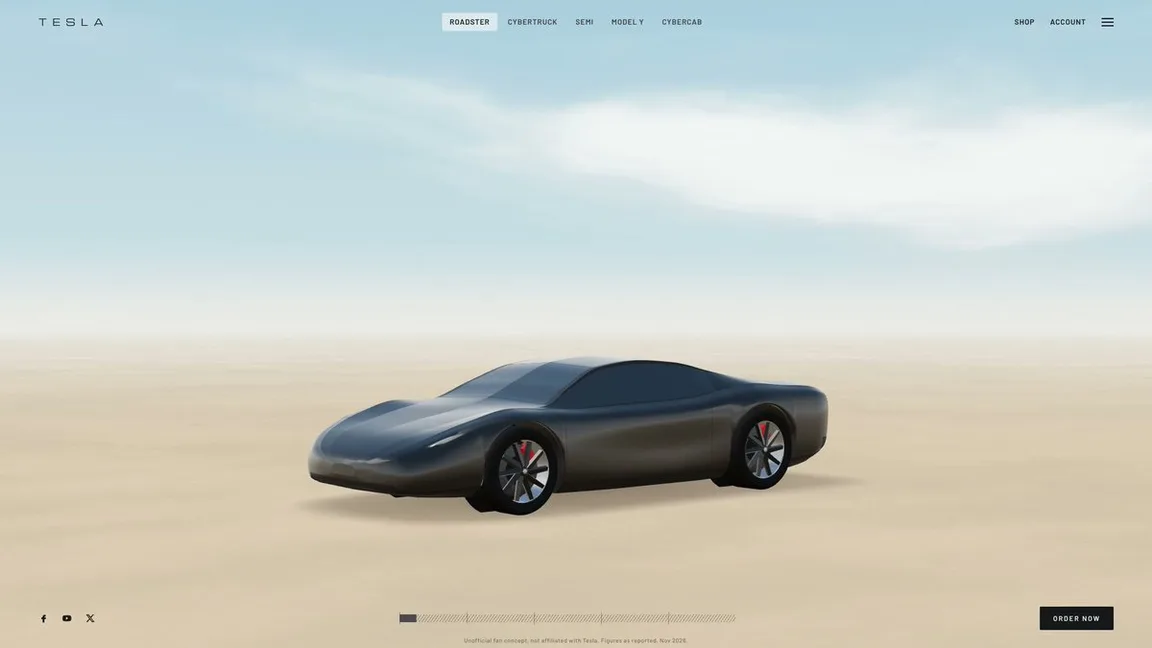 TESLA
ROADSTER
CYBERTRUCK
SEMI
MODEL Y
CYBERCAB
SHOP
ACCOUNT
ORDER NOW
Unofficial fan concept, not affiliated with Tesla. Figures as reported, Nov 2026.